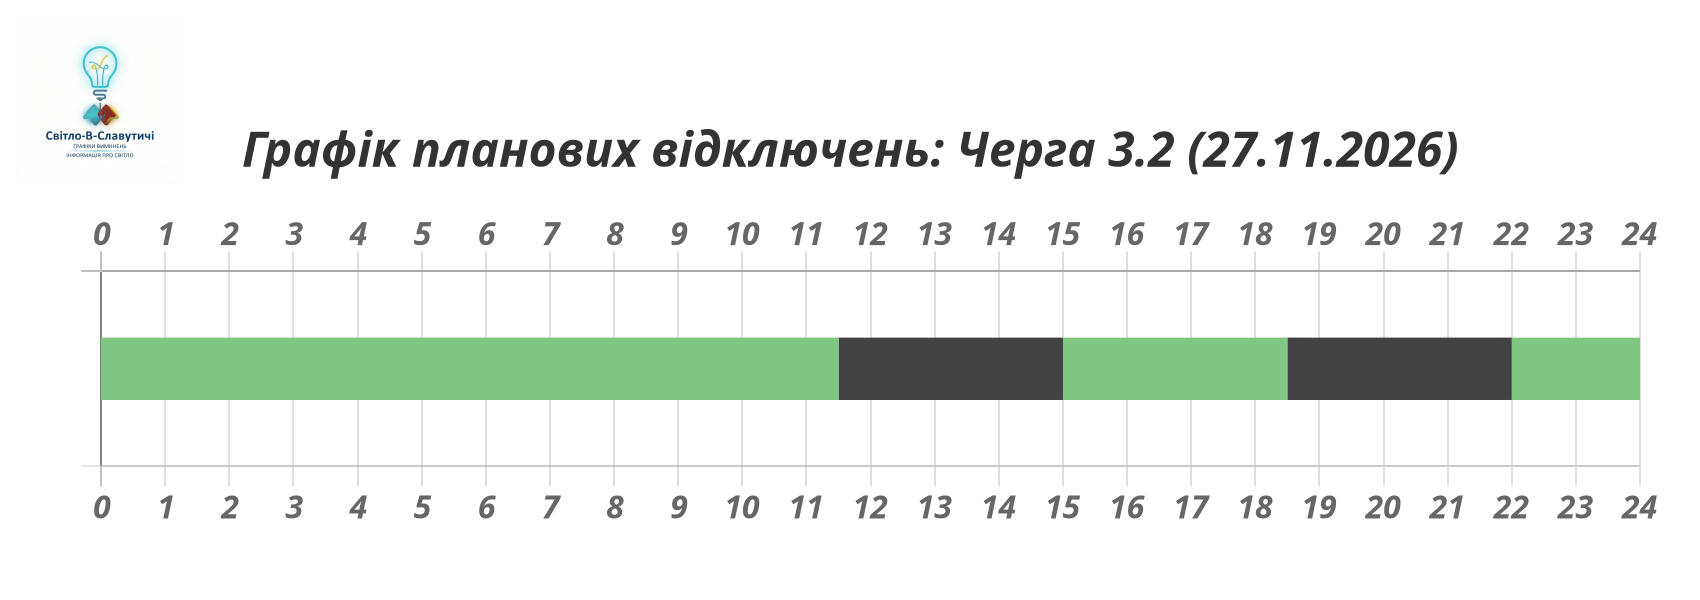 Світло-В-Славутичі
ГРАФІКИ ВИМКНЕНЬ
ІНФОРМАЦІЯ ПРО СВІТЛО
Графік планових відключень: Черга 3.2 (27.11.2026)
0 1 2 3 4 5 6 7 8 9 10 11 12 13 14 15 16 17 18 19 20 21 22 23 24
0 1 2 3 4 5 6 7 8 9 10 11 12 13 14 15 16 17 18 19 20 21 22 23 24